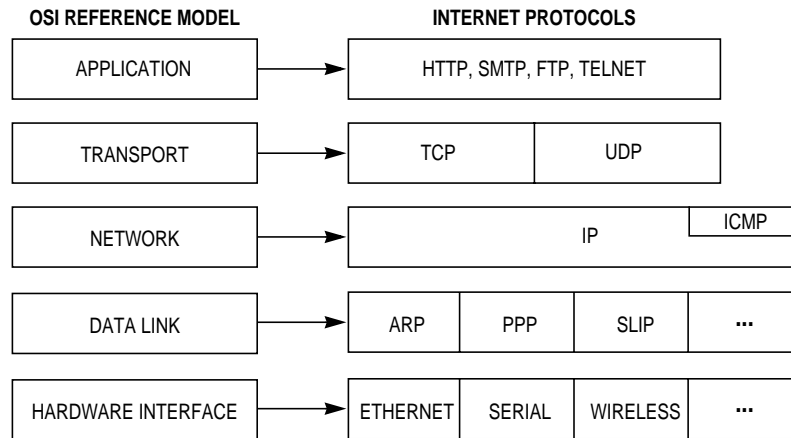 OSI REFERENCE MODEL INTERNET PROTOCOLS
APPLICATION HTTP, SMTP, FTP, TELNET
TRANSPORT TCP UDP
NETWORK IP ICMP
DATA LINK ARP PPP SLIP ...
HARDWARE INTERFACE ETHERNET SERIAL WIRELESS ...